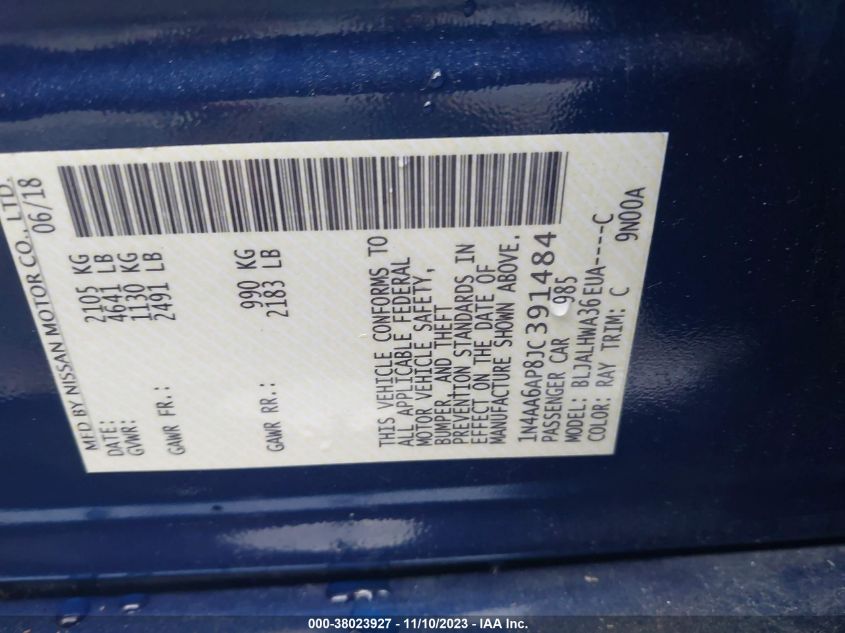 MFD BY NISSAN MOTOR CO., LTD.
DATE: 06/18
GVWR: 2105 KG
4641 LB
GAWR FR.: 1130 KG
2491 LB
GAWR RR.: 990 KG
2183 LB
THIS VEHICLE CONFORMS TO
ALL APPLICABLE FEDERAL
MOTOR VEHICLE SAFETY,
BUMPER, AND THEFT
PREVENTION STANDARDS IN
EFFECT ON THE DATE OF
MANUFACTURE SHOWN ABOVE.
1N4AA6AP8JC391484
PASSENGER CAR 985
MODEL: BLJALHWA36EUA----C
COLOR: RAY TRIM: C 9N00A
000-38023927 - 11/10/2023 - IAA Inc.